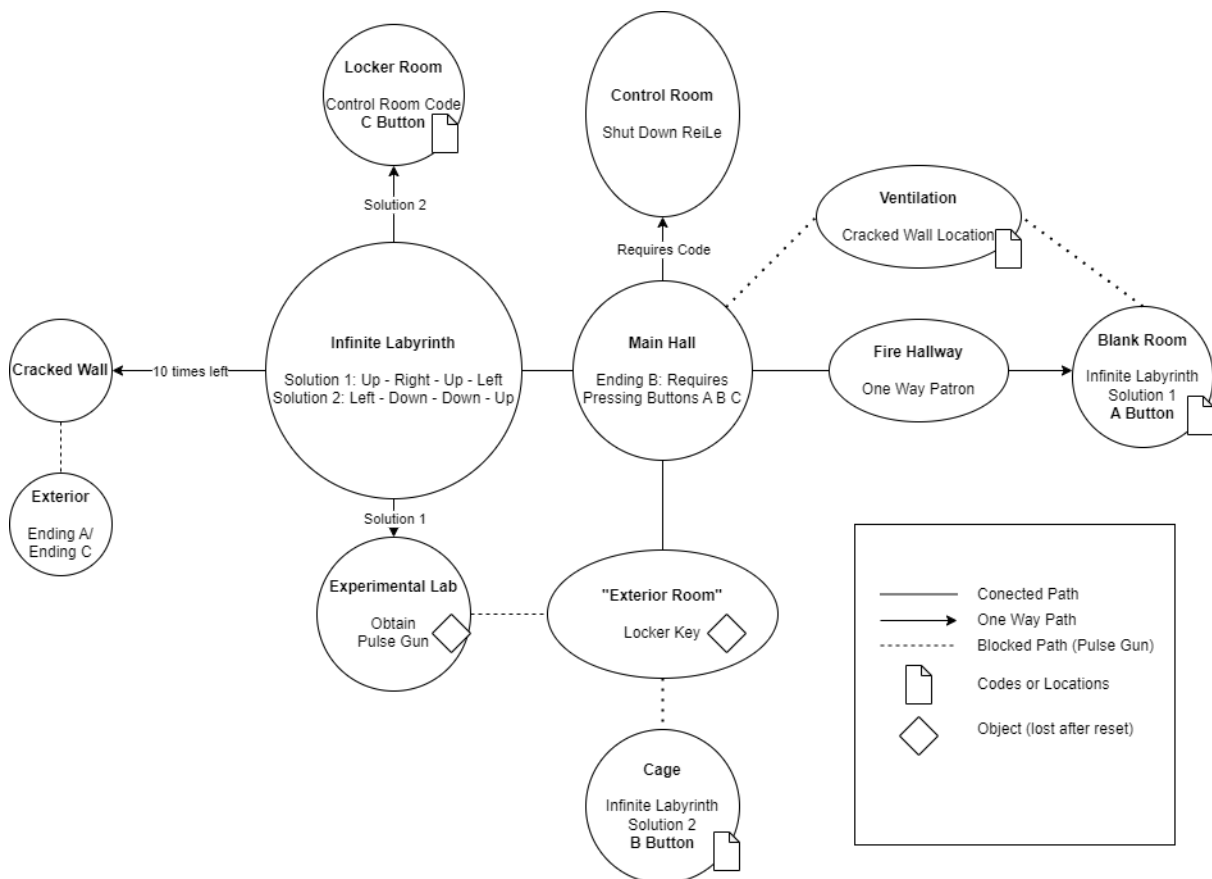 Locker Room
Control Room Code
C Button
Control Room
Shut Down ReiLe
Ventilation
Cracked Wall Location
Solution 2
Requires Code
Infinite Labyrinth
Solution 1: Up - Right - Up - Left
Solution 2: Left - Down - Down - Up
Main Hall
Ending B: Requires
Pressing Buttons A B C
Fire Hallway
One Way Patron
Blank Room
Infinite Labyrinth
Solution 1
A Button
Cracked Wall
10 times left
Exterior
Ending A/
Ending C
Solution 1
Experimental Lab
Obtain
Pulse Gun
"Exterior Room"
Locker Key
Cage
Infinite Labyrinth
Solution 2
B Button
Conected Path
One Way Path
Blocked Path (Pulse Gun)
Codes or Locations
Object (lost after reset)